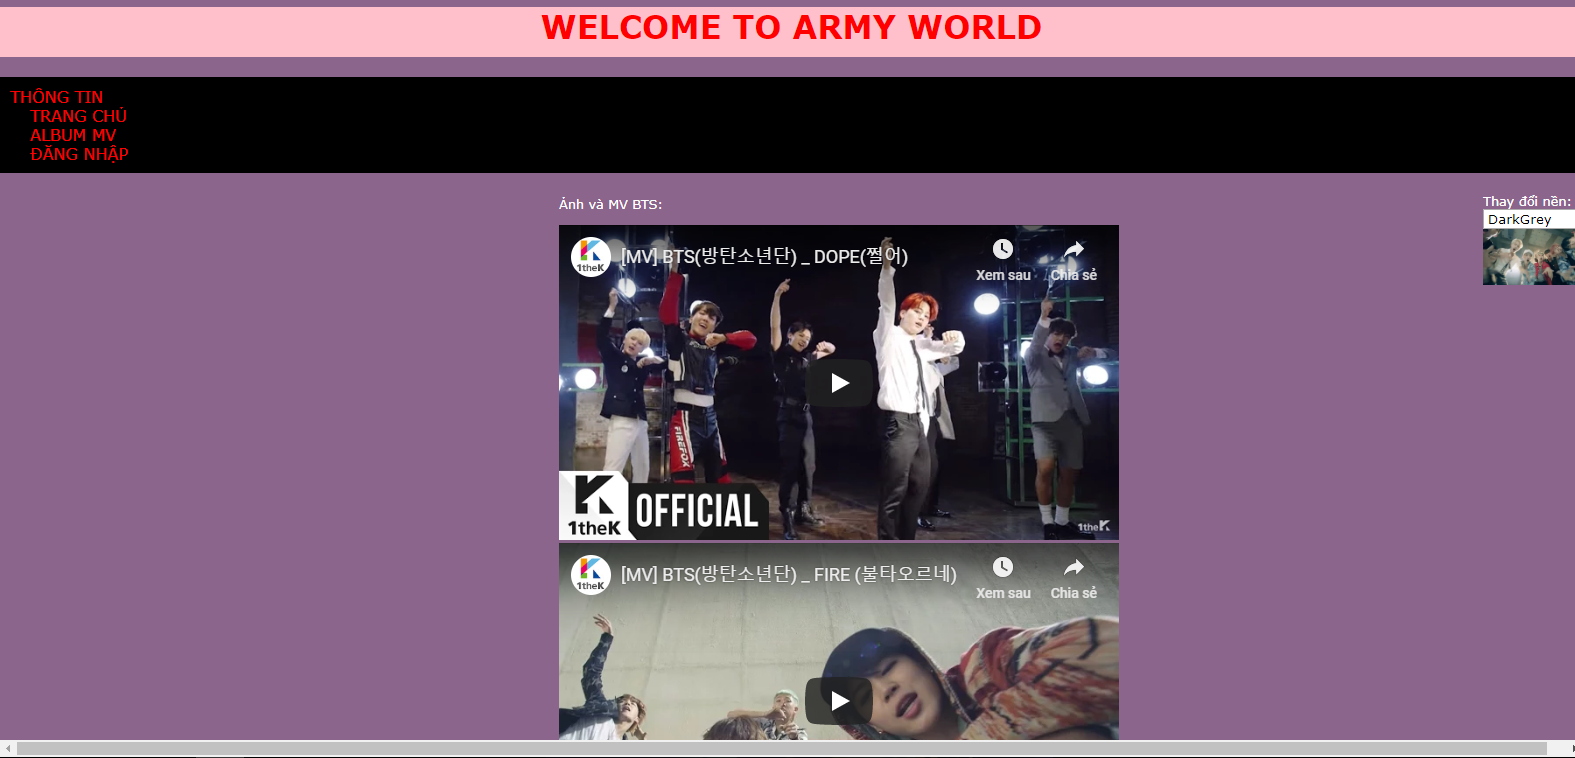 WELCOME TO ARMY WORLD
THÔNG TIN
TRANG CHỦ
ALBUM MV
ĐĂNG NHẬP
Ảnh và MV BTS:
Thay đổi nền:
DarkGrey
1theK
[MV] BTS(방탄소년단) _ DOPE(쩔어)
Xem sau
Chia sẻ
FIREFOX
1theK
OFFICIAL
1theK
1theK
[MV] BTS(방탄소년단) _ FIRE (불타오르네)
Xem sau
Chia sẻ